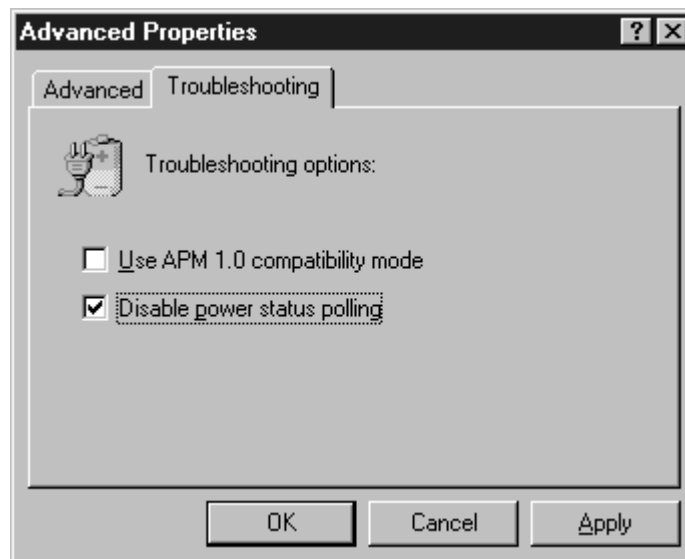 Advanced Properties
Advanced Troubleshooting
Troubleshooting options:
Use APM 1.0 compatibility mode
Disable power status polling
OK Cancel Apply